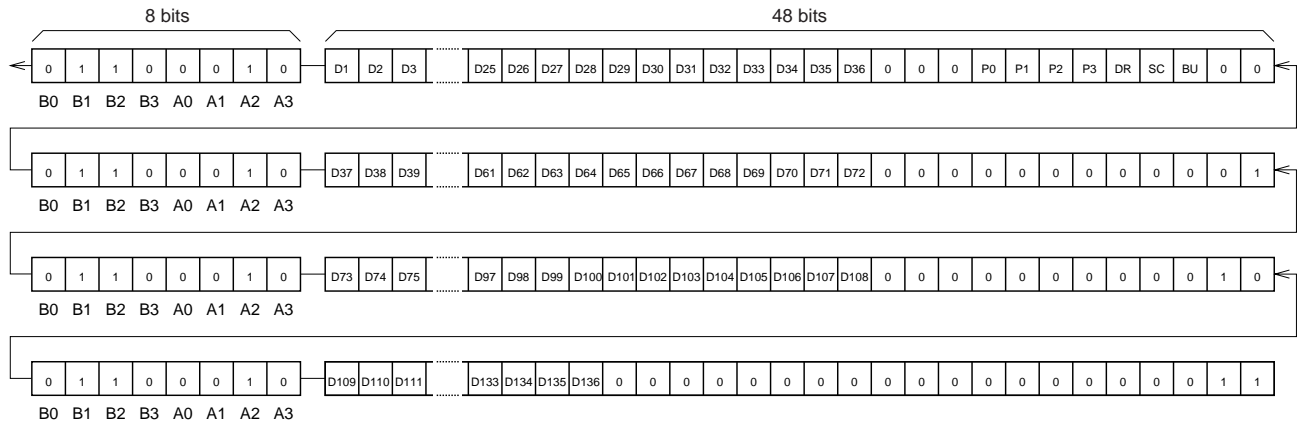 8 bits 48 bits
0 1 1 0 0 0 1 0 D1 D2 D3 D25 D26 D27 D28 D29 D30 D31 D32 D33 D34 D35 D36 0 0 0 P0 P1 P2 P3 DR SC BU 0 0
B0 B1 B2 B3 A0 A1 A2 A3
0 1 1 0 0 0 1 0 D37 D38 D39 D61 D62 D63 D64 D65 D66 D67 D68 D69 D70 D71 D72 0 0 0 0 0 0 0 0 0 0 0 1
B0 B1 B2 B3 A0 A1 A2 A3
0 1 1 0 0 0 1 0 D73 D74 D75 D97 D98 D99 D100 D101 D102 D103 D104 D105 D106 D107 D108 0 0 0 0 0 0 0 0 0 0 1 0
B0 B1 B2 B3 A0 A1 A2 A3
0 1 1 0 0 0 1 0 D109 D110 D111 D133 D134 D135 D136 0 0 0 0 0 0 0 0 0 0 0 0 0 0 0 0 0 0 1 1
B0 B1 B2 B3 A0 A1 A2 A3